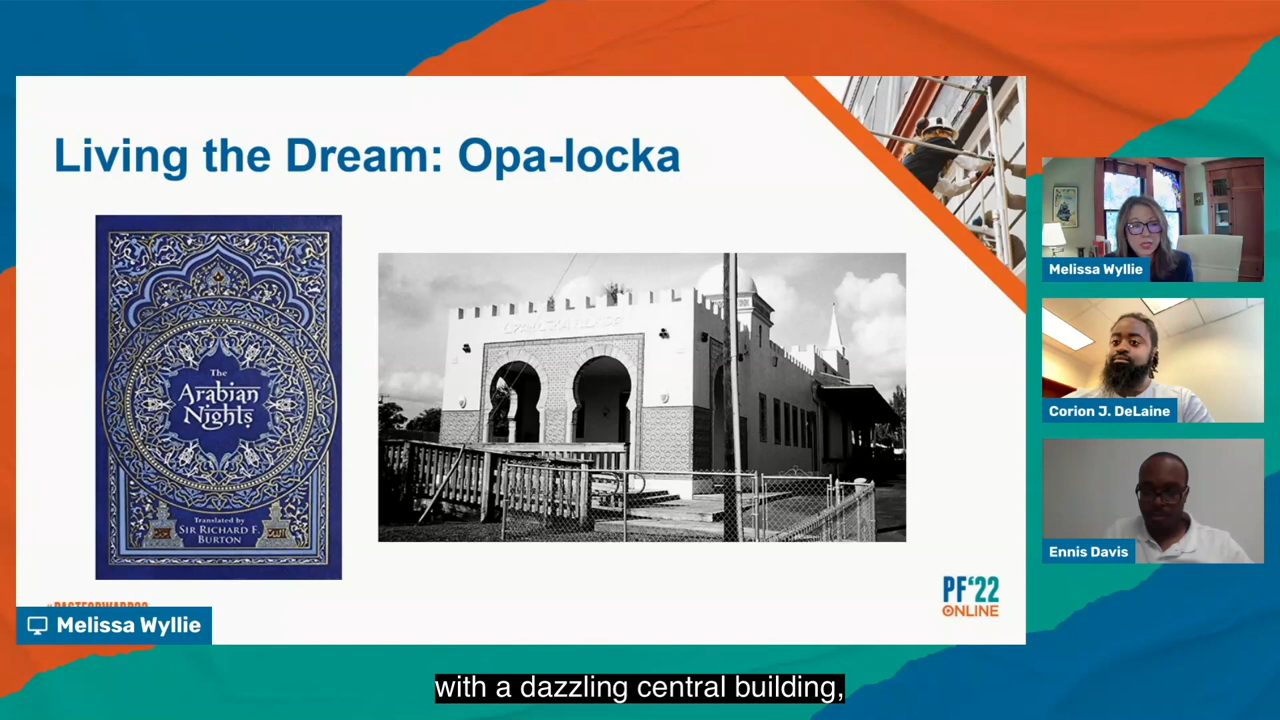 Living the Dream: Opa-locka
The
Arabian
Nights
Translated by
SIR RICHARD F.
BURTON
PF‘22
ONLINE
Melissa Wyllie
Melissa Wyllie
Corion J. DeLaine
Ennis Davis
with a dazzling central building,